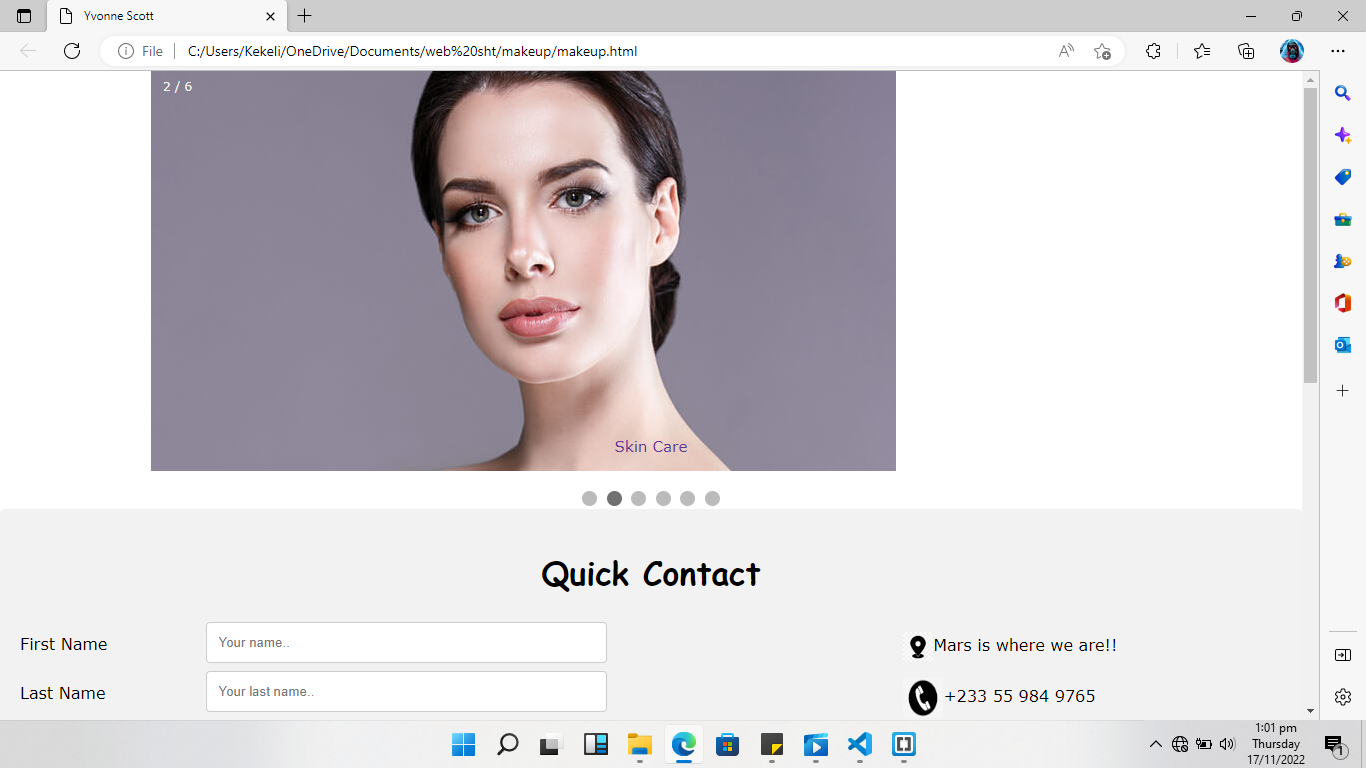 Yvonne Scott
File
C:/Users/Kekeli/OneDrive/Documents/web%20sht/makeup/makeup.html
2 / 6
Skin Care
Quick Contact
First Name
Your name..
Mars is where we are!!
Last Name
Your last name..
+233 55 984 9765
1:01 pm
Thursday
17/11/2022
1